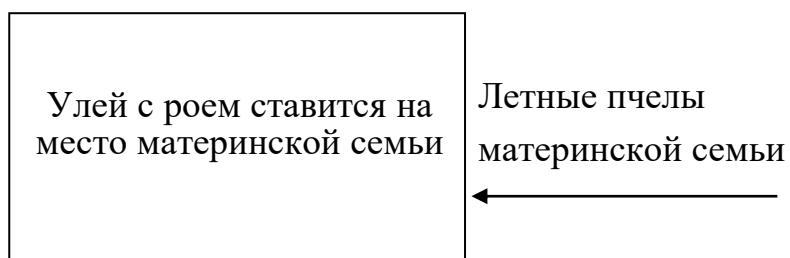 Улей с роем ставится на
место материнской семьи
Летные пчелы
материнской семьи